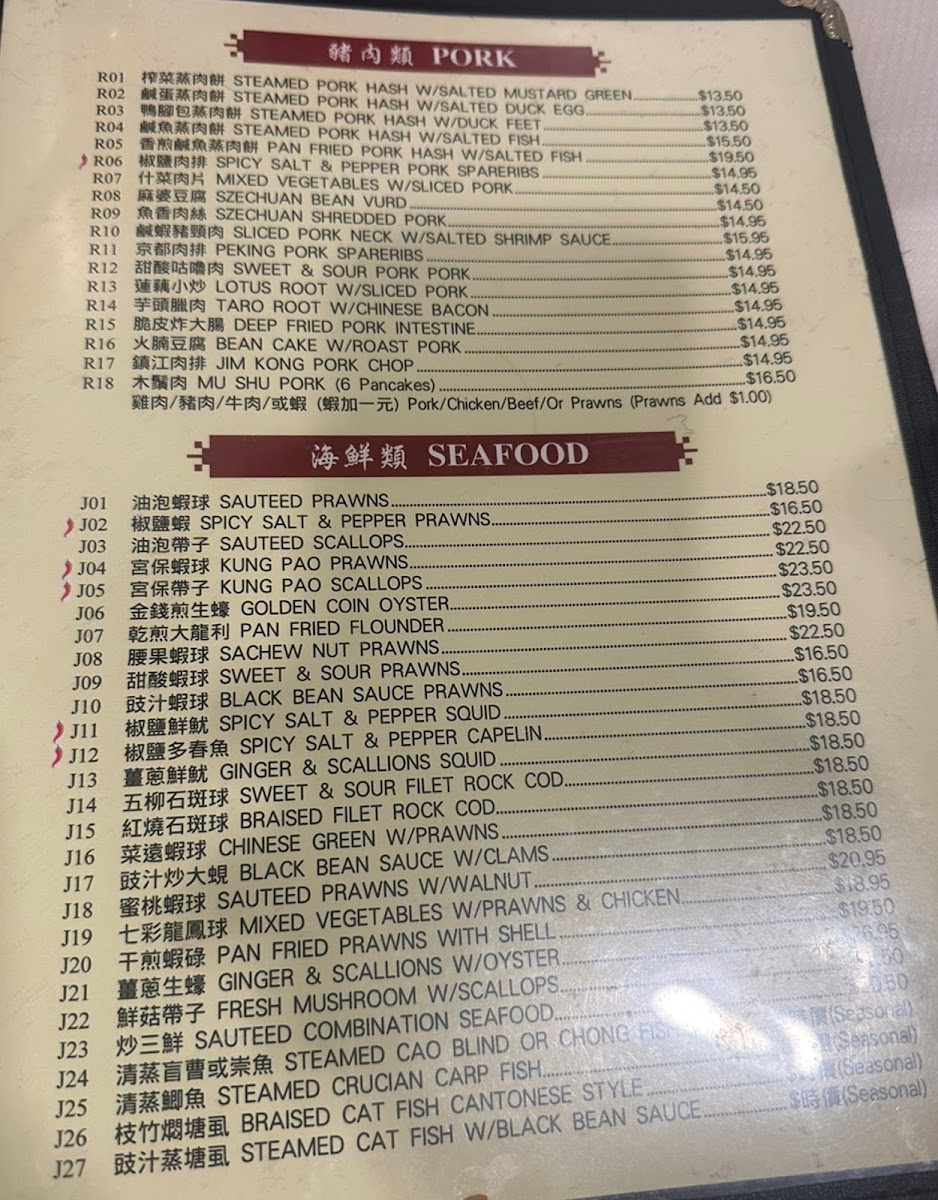 豬肉類 PORK
R01 榨菜蒸肉餅 STEAMED PORK HASH W/SALTED MUSTARD GREEN $13.50
R02 鹹蛋蒸肉餅 STEAMED PORK HASH W/SALTED DUCK EGG $13.50
R03 鴨腳包蒸肉餅 STEAMED PORK HASH W/DUCK FEET $13.50
R04 鹹魚蒸肉餅 STEAMED PORK HASH W/SALTED FISH $15.50
R05 香煎鹹魚蒸肉餅 PAN FRIED PORK HASH W/SALTED FISH $19.50
R06 椒鹽肉排 SPICY SALT & PEPPER PORK SPARERIBS $14.95
R07 什菜肉片 MIXED VEGETABLES W/SLICED PORK $14.50
R08 麻婆豆腐 SZECHUAN BEAN VURD $14.50
R09 魚香肉絲 SZECHUAN SHREDDED PORK $14.95
R10 鹹蝦豬頸肉 SLICED PORK NECK W/SALTED SHRIMP SAUCE $15.95
R11 京都肉排 PEKING PORK SPARERIBS $14.95
R12 甜酸咕嚕肉 SWEET & SOUR PORK PORK $14.95
R13 蓮藕小炒 LOTUS ROOT W/SLICED PORK $14.95
R14 芋頭臘肉 TARO ROOT W/CHINESE BACON $14.95
R15 脆皮炸大腸 DEEP FRIED PORK INTESTINE $14.95
R16 火腩豆腐 BEAN CAKE W/ROAST PORK $14.95
R17 鎮江肉排 JIM KONG PORK CHOP $14.95
R18 木鬚肉 MU SHU PORK (6 Pancakes) $16.50
雞肉/豬肉/牛肉/或蝦 (蝦加一元) Pork/Chicken/Beef/Or Prawns (Prawns Add $1.00)
海鮮類 SEAFOOD
J01 油泡蝦球 SAUTEED PRAWNS $18.50
J02 椒鹽蝦 SPICY SALT & PEPPER PRAWNS $16.50
J03 油泡帶子 SAUTEED SCALLOPS $22.50
J04 宮保蝦球 KUNG PAO PRAWNS $22.50
J05 宮保帶子 KUNG PAO SCALLOPS $23.50
J06 金錢煎生蠔 GOLDEN COIN OYSTER $23.50
J07 乾煎大龍利 PAN FRIED FLOUNDER $19.50
J08 腰果蝦球 SACHEW NUT PRAWNS $22.50
J09 甜酸蝦球 SWEET & SOUR PRAWNS $16.50
J10 豉汁蝦球 BLACK BEAN SAUCE PRAWNS $16.50
J11 椒鹽鮮魷 SPICY SALT & PEPPER SQUID $18.50
J12 椒鹽多春魚 SPICY SALT & PEPPER CAPELiN $18.50
J13 薑蔥鮮魷 GINGER & SCALLIONS SQUID $18.50
J14 五柳石斑球 SWEET & SOUR FILET ROCK COD $18.50
J15 紅燒石斑球 BRAISED FILET ROCK COD $18.50
J16 菜遠蝦球 CHINESE GREEN W/PRAWNS $18.50
J17 豉汁炒大蜆 BLACK BEAN SAUCE W/CLAMS $18.50
J18 蜜桃蝦球 SAUTEED PRAWNS W/WALNUT $20.95
J19 七彩龍鳳球 MIXED VEGETABLES W/PRAWNS & CHICKEN $18.95
J20 干煎蝦碌 PAN FRIED PRAWNS WITH SHELL $19.50
J21 薑蔥生蠔 GINGER & SCALLIONS W/OYSTER
J22 鮮菇帶子 FRESH MUSHROOM W/SCALLOPS
J23 炒三鮮 SAUTEED COMBINATION SEAFOOD
J24 清蒸盲曹或崇魚 STEAMED CAO BLIND OR CHONG 時價(Seasonal)
J25 清蒸鯽魚 STEAMED CRUCIAN CARP FISH (Seasonal)
J26 枝竹燜塘虱 BRAISED CAT FISH CANTONESE STYLE $時價(Seasonal)
J27 豉汁蒸塘虱 STEAMED CAT FISH W/BLACK BEAN SAUCE $時價(Seasonal)